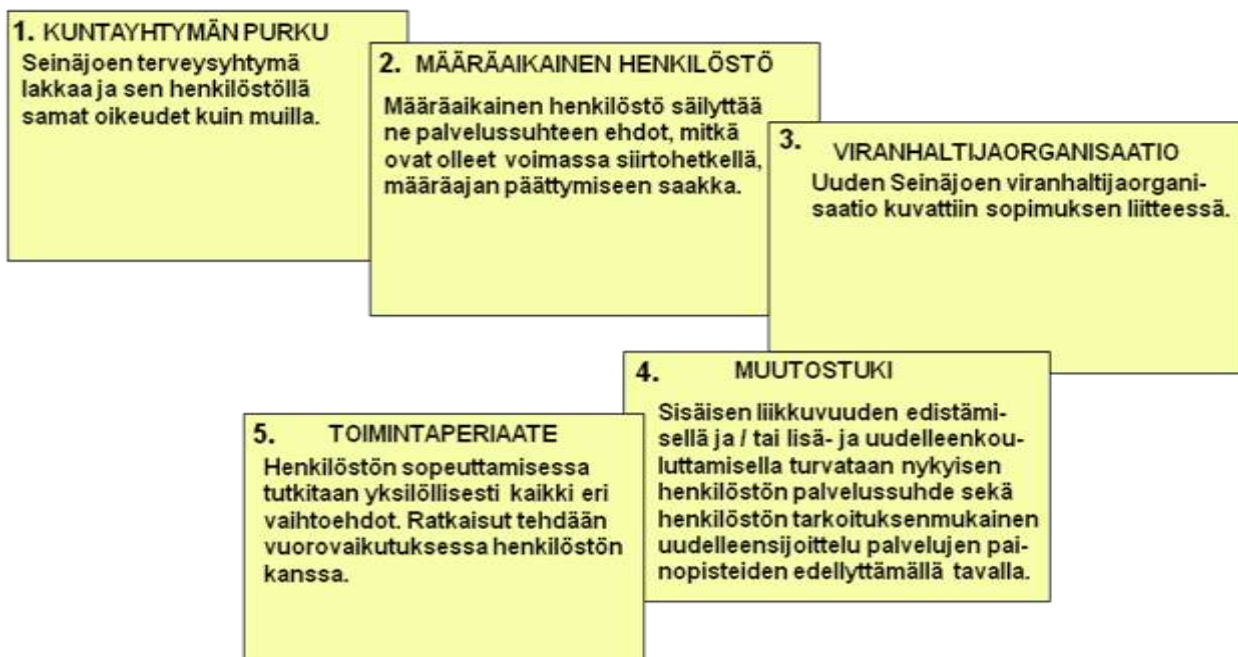 1. KUNTAYHTYMÄN PURKU
Seinäjoen terveysyhtymä
lakkaa ja sen henkilöstöllä
samat oikeudet kuin muilla.
2. MÄÄRÄAIKAINEN HENKILÖSTÖ
Määräaikainen henkilöstö säilyttää
ne palvelussuhteen ehdot, mitkä
ovat olleet voimassa siirtohetkellä,
määräajan päättymiseen saakka.
3. VIRANHALTIJAORGANISAATIO
Uuden Seinäjoen viranhaltijaorgani-
saatio kuvattiin sopimuksen liitteessä.
4. MUUTOSTUKI
Sisäisen liikkuvuuden edistämi-
sellä ja / tai lisä- ja uudelleenkou-
luttamisella turvataan nykyisen
henkilöstön palvelussuhde sekä
henkilöstön tarkoituksenmukainen
uudelleensijoittelu palvelujen pai-
nopisteiden edellyttämällä tavalla.
5. TOIMINTAPERIAATE
Henkilöstön sopeuttamisessa
tutkitaan yksilöllisesti kaikki eri
vaihtoehdot. Ratkaisut tehdään
vuorovaikutuksessa henkilöstön
kanssa.